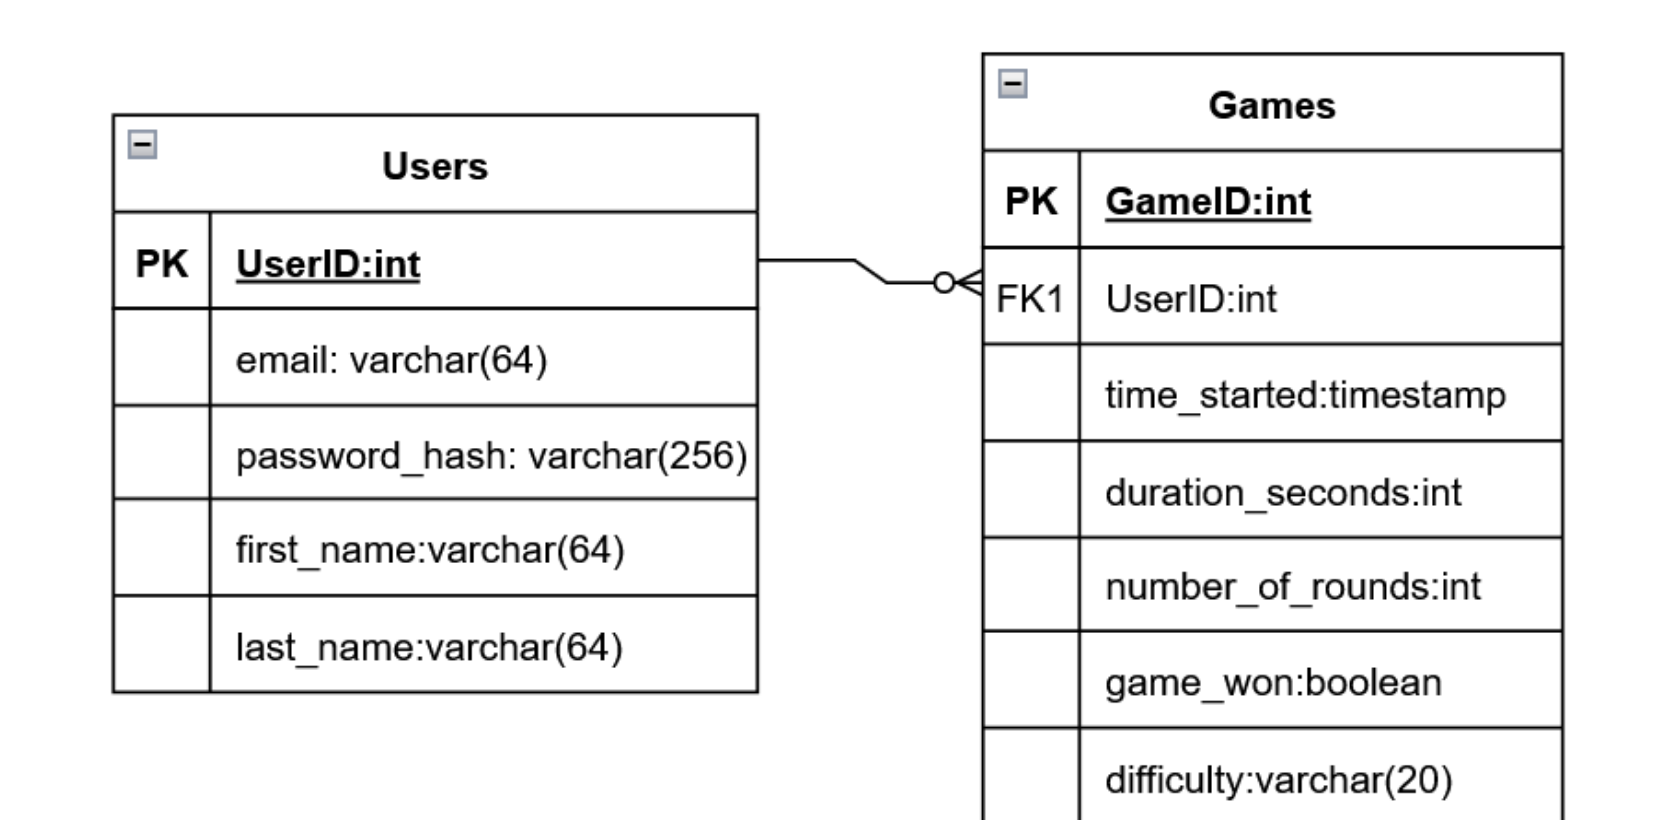 Users
PK UserID:int
email: varchar(64)
password_hash: varchar(256)
first_name:varchar(64)
last_name:varchar(64)
Games
PK GameID:int
FK1 UserID:int
time_started:timestamp
duration_seconds:int
number_of_rounds:int
game_won:boolean
difficulty:varchar(20)